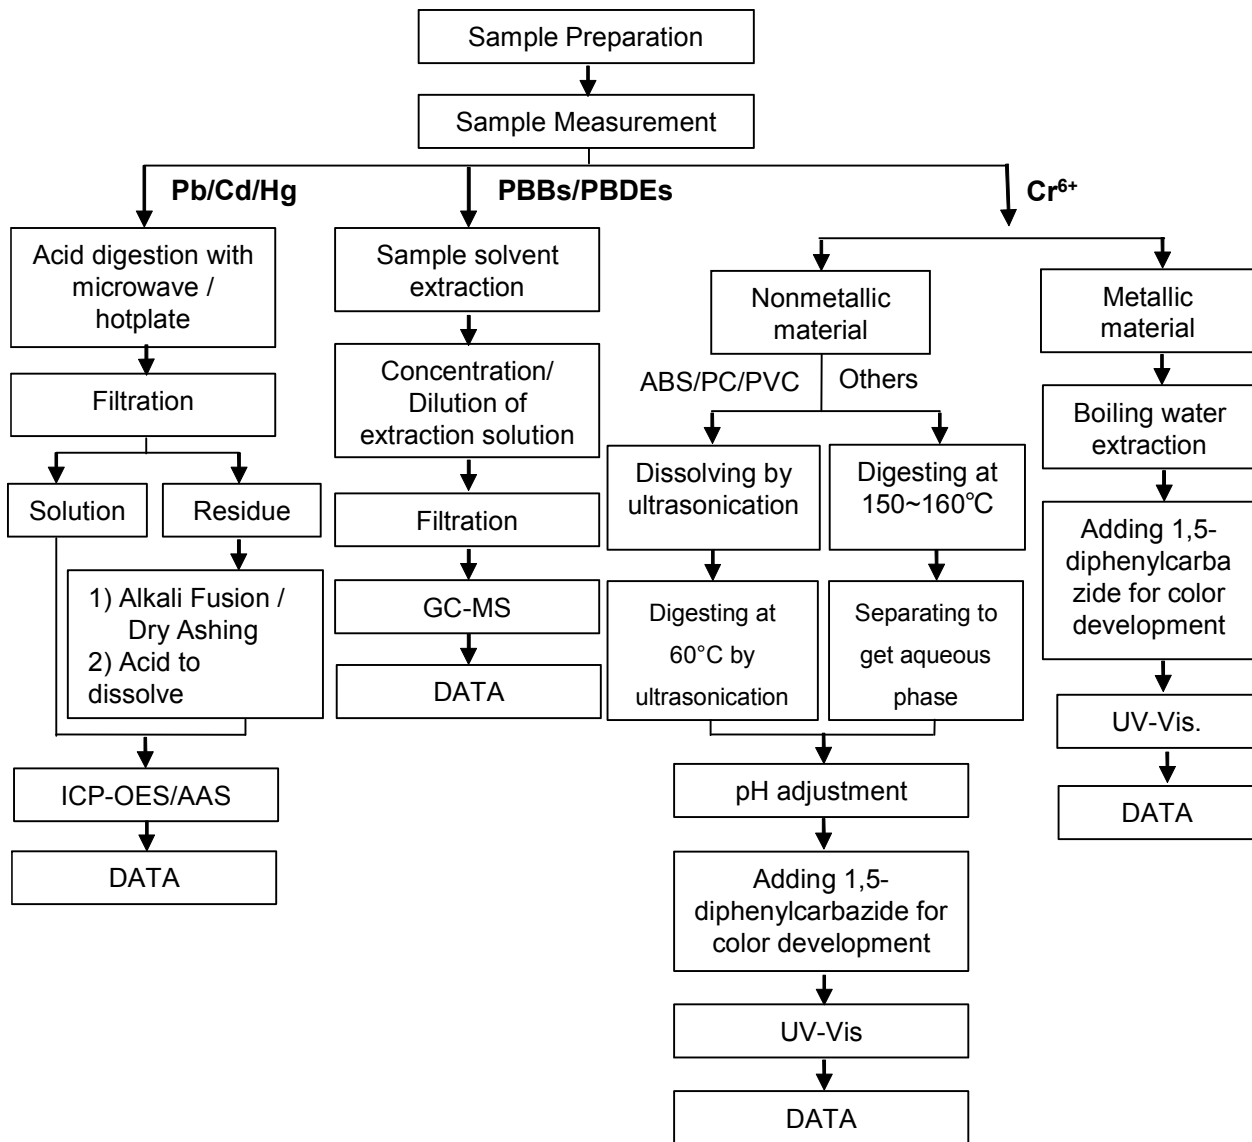 Sample Preparation
Sample Measurement
Pb/Cd/Hg
PBBs/PBDEs
Cr⁶⁺
Acid digestion with
microwave /
hotplate
Filtration
Solution
Residue
1) Alkali Fusion /
Dry Ashing
2) Acid to
dissolve
ICP-OES/AAS
DATA
Sample solvent
extraction
Concentration/
Dilution of
extraction solution
Filtration
GC-MS
DATA
Nonmetallic
material
ABS/PC/PVC
Others
Dissolving by
ultrasonication
Digesting at
60°C by
ultrasonication
Digesting at
150~160℃
Separating to
get aqueous
phase
pH adjustment
Adding 1,5-
diphenylcarbazide for
color development
UV-Vis
DATA
Metallic
material
Boiling water
extraction
Adding 1,5-
diphenylcarba
zide for color
development
UV-Vis.
DATA